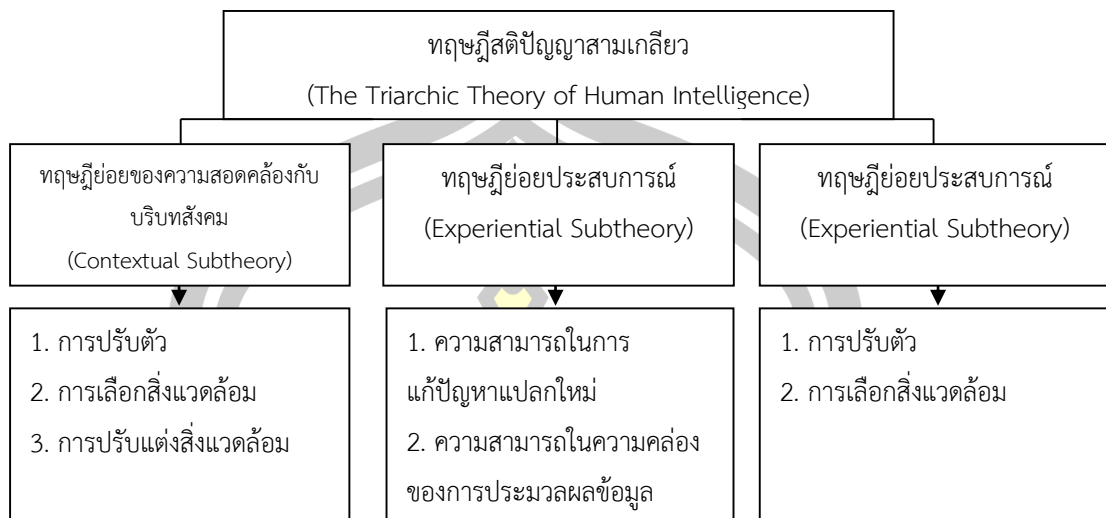 ทฤษฎีสติปัญญาสามเกลียว
(The Triarchic Theory of Human Intelligence)
ทฤษฎีย่อยของความสอดคล้องกับ
บริบทสังคม
(Contextual Subtheory)
ทฤษฎีย่อยประสบการณ์
(Experiential Subtheory)
ทฤษฎีย่อยประสบการณ์
(Experiential Subtheory)
1. การปรับตัว
2. การเลือกสิ่งแวดล้อม
3. การปรับแต่งสิ่งแวดล้อม
1. ความสามารถในการ
แก้ปัญหาแปลกใหม่
2. ความสามารถในความคล่อง
ของการประมวลผลข้อมูล
1. การปรับตัว
2. การเลือกสิ่งแวดล้อม